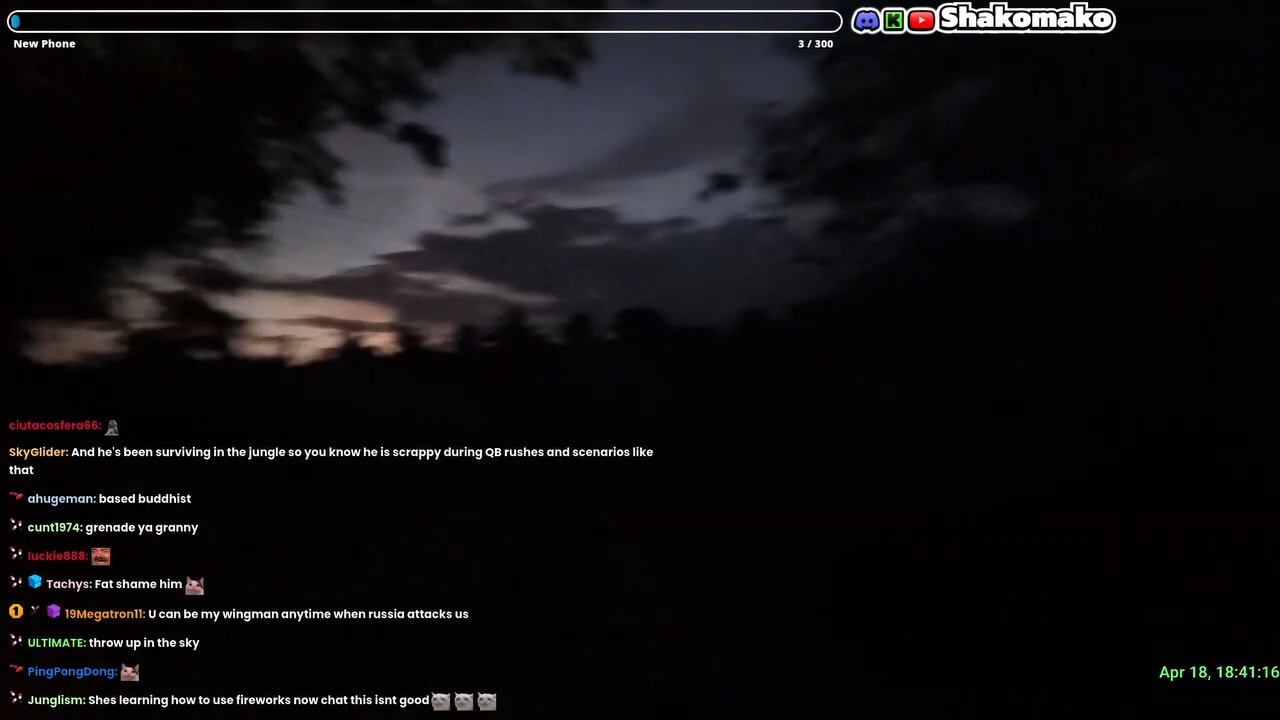 Shakomako
New Phone
3 / 300
ciutacosfera66:
SkyGlider: And he's been surviving in the jungle so you know he is scrappy during QB rushes and scenarios like
that
ahugeman: based buddhist
cunt1974: grenade ya granny
luckie888:
Tachys: Fat shame him
1 19Megatron11: U can be my wingman anytime when russia attacks us
ULTIMATE: throw up in the sky
PingPongDong:
Apr 18, 18:41:16
Junglism: Shes learning how to use fireworks now chat this isnt good